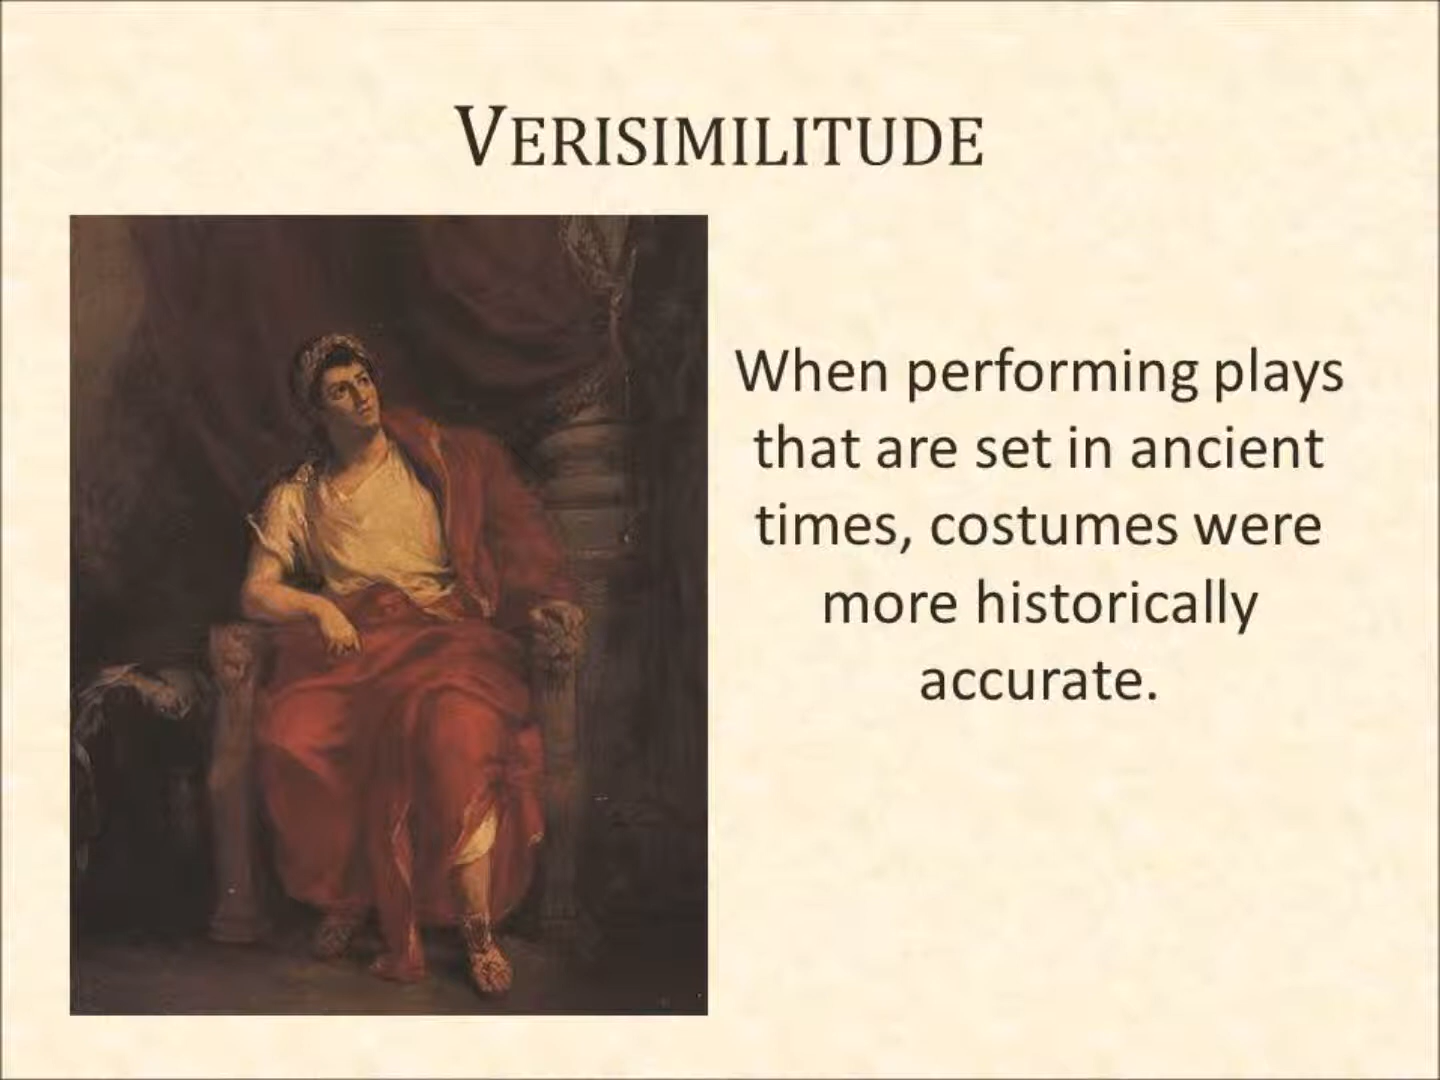 VERISIMILITUDE
When performing plays
that are set in ancient
times, costumes were
more historically
accurate.